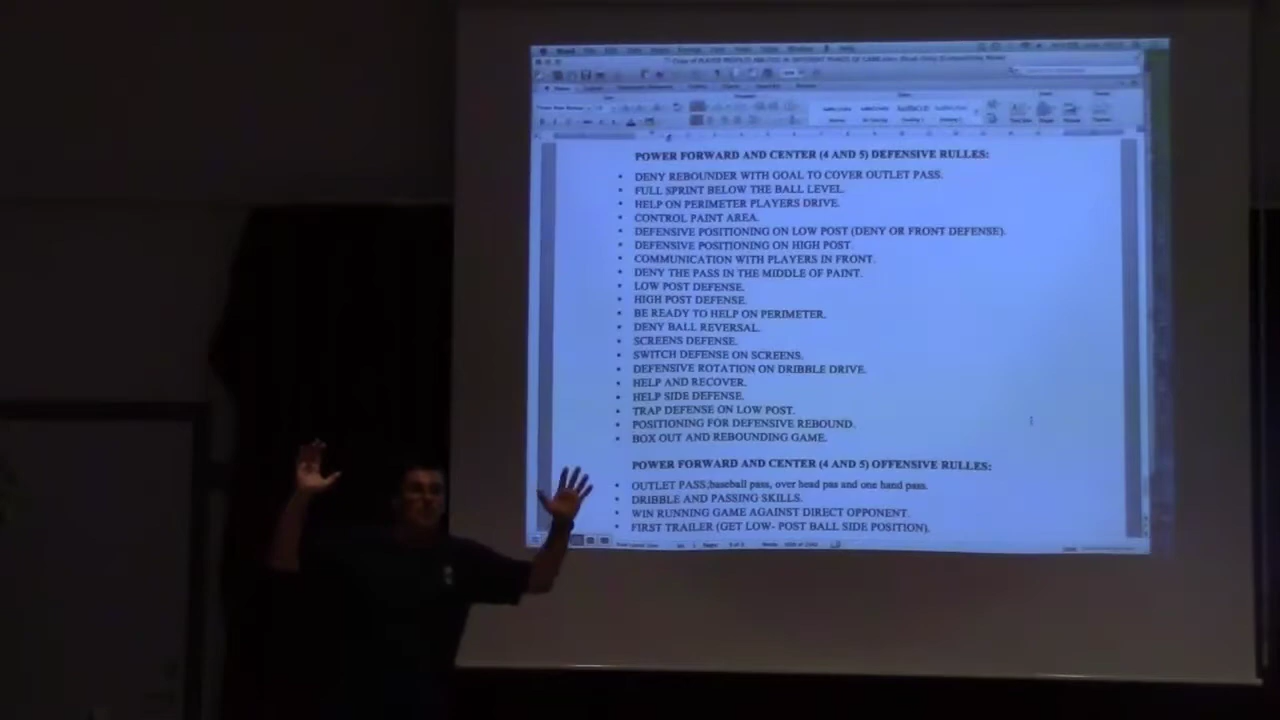 Word
Window
Help
POWER FORWARD AND CENTER (4 AND 5) DEFENSIVE RULLES:
• DENY REBOUNDER WITH GOAL TO COVER OUTLET PASS.
• FULL SPRINT BELOW THE BALL LEVEL.
• HELP ON PERIMETER PLAYERS DRIVE.
• CONTROL PAINT AREA.
• DEFENSIVE POSITIONING ON LOW POST (DENY OR FRONT DEFENSE).
• DEFENSIVE POSITIONING ON HIGH POST.
• COMMUNICATION WITH PLAYERS IN FRONT.
• DENY THE PASS IN THE MIDDLE OF PAINT.
• LOW POST DEFENSE.
• HIGH POST DEFENSE.
• BE READY TO HELP ON PERIMETER.
• DENY BALL REVERSAL.
• SCREENS DEFENSE.
• SWITCH DEFENSE ON SCREENS.
• DEFENSIVE ROTATION ON DRIBBLE DRIVE.
• HELP AND RECOVER.
• HELP SIDE DEFENSE.
• TRAP DEFENSE ON LOW POST.
• POSITIONING FOR DEFENSIVE REBOUND.
• BOX OUT AND REBOUNDING GAME.
POWER FORWARD AND CENTER (4 AND 5) OFFENSIVE RULLES:
• OUTLET PASS;baseball pass, over head pas and one hand pass.
• DRIBBLE AND PASSING SKILLS.
• WIN RUNNING GAME AGAINST DIRECT OPPONENT.
• FIRST TRAILER (GET LOW- POST BALL SIDE POSITION).